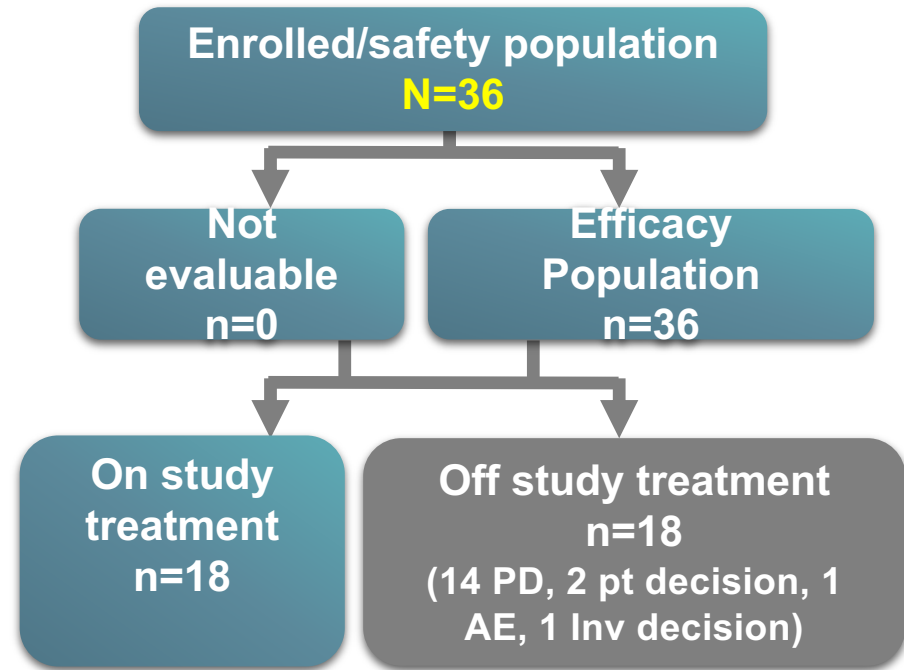 Enrolled/safety population
N=36
Not
evaluable
n=0
Efficacy
Population
n=36
On study
treatment
n=18
Off study treatment
n=18
(14 PD, 2 pt decision, 1
AE, 1 Inv decision)